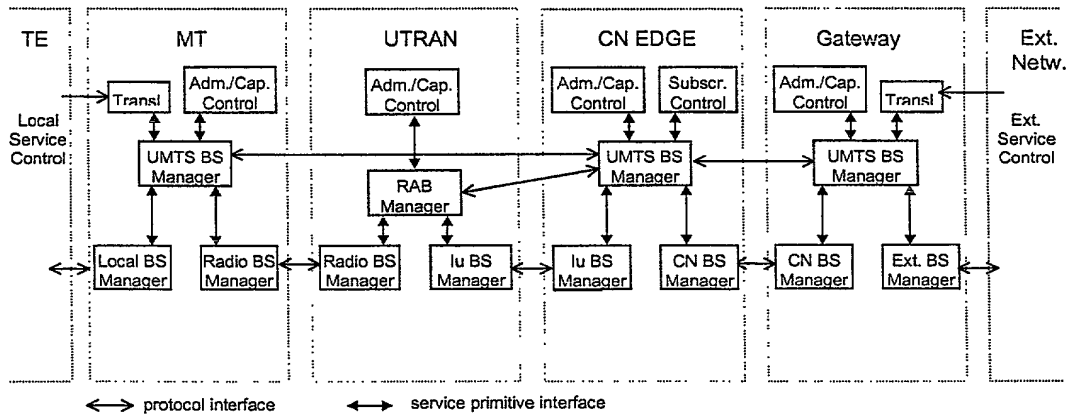 TE
MT
UTRAN
CN EDGE
Gateway
Ext.
Netw.
Transl
Adm./Cap.
Control
Adm./Cap.
Control
Adm./Cap.
Control
Subscr.
Control
Adm./Cap.
Control
Transl
Local
Service
Control
Ext.
Service
Control
UMTS BS
Manager
RAB
Manager
UMTS BS
Manager
UMTS BS
Manager
Local BS
Manager
Radio BS
Manager
Radio BS
Manager
Iu BS
Manager
Iu BS
Manager
CN BS
Manager
CN BS
Manager
Ext. BS
Manager
protocol interface
service primitive interface